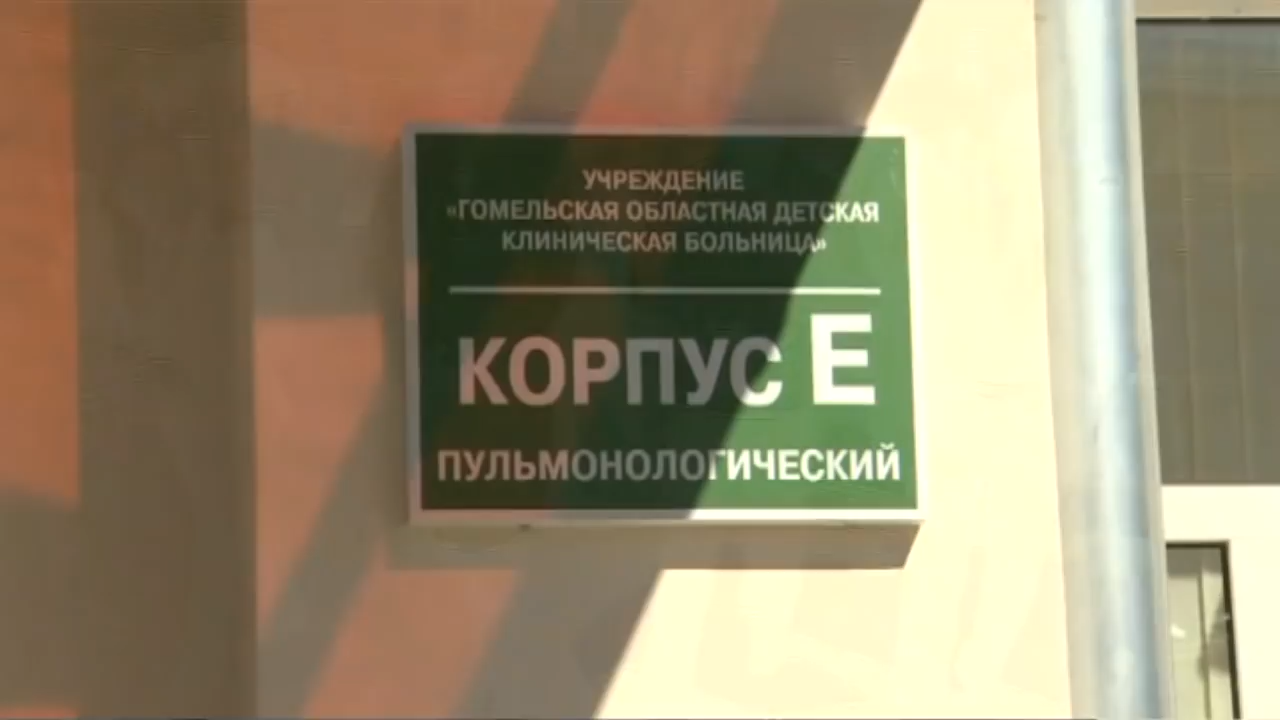 УЧРЕЖДЕНИЕ
«ГОМЕЛЬСКАЯ ОБЛАСТНАЯ ДЕТСКАЯ
КЛИНИЧЕСКАЯ БОЛЬНИЦА»
КОРПУС Е
ПУЛЬМОНОЛОГИЧЕСКИЙ